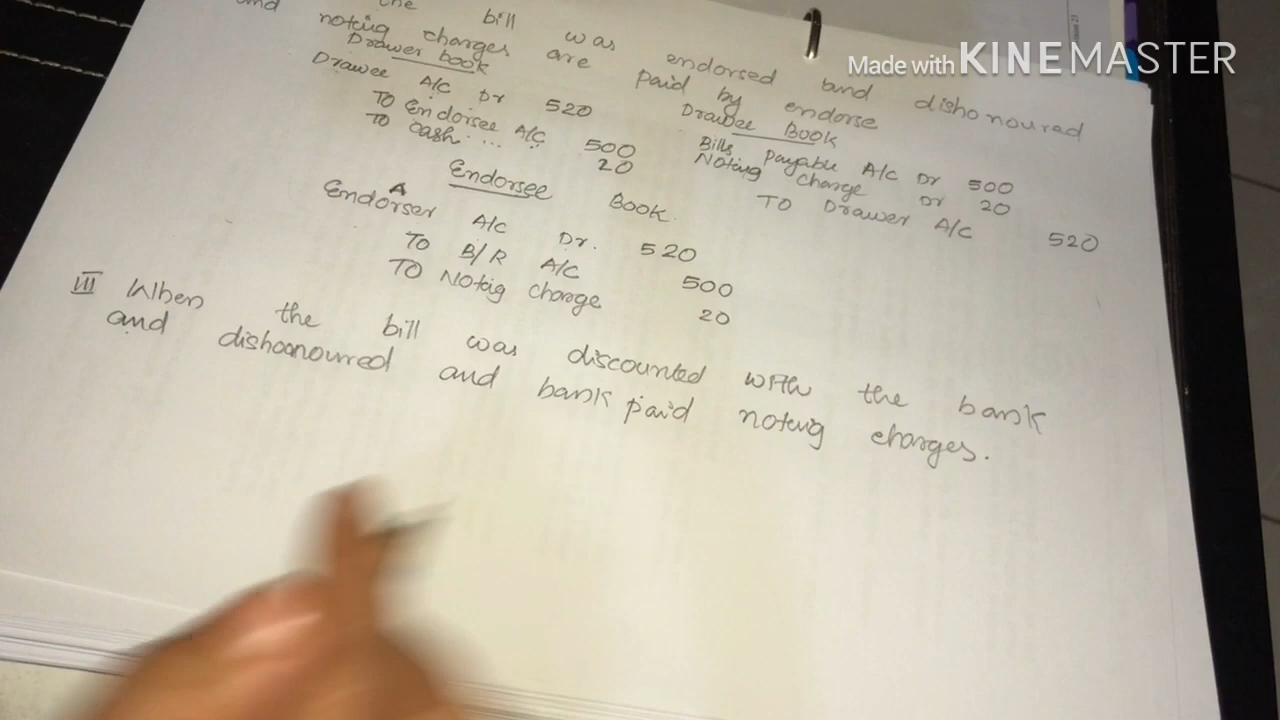 Made with KINEMASTER
and the bill was endorsed and dishonoured
noting charges are paid by endorse
Drawer book
Drawee A/C Dr 520
TO Endorsee A/C 500
TO cash.... 20
Drawee Book
Bills payable A/C Dr 500
Noting charge Dr 20
TO Drawer A/C 520
Endorsee Book.
Endorser A/C Dr. 520
TO B/R A/C 500
TO Noting charge 20
III When the bill was discounted with the bank
and dishonoured and bank paid noting charges.